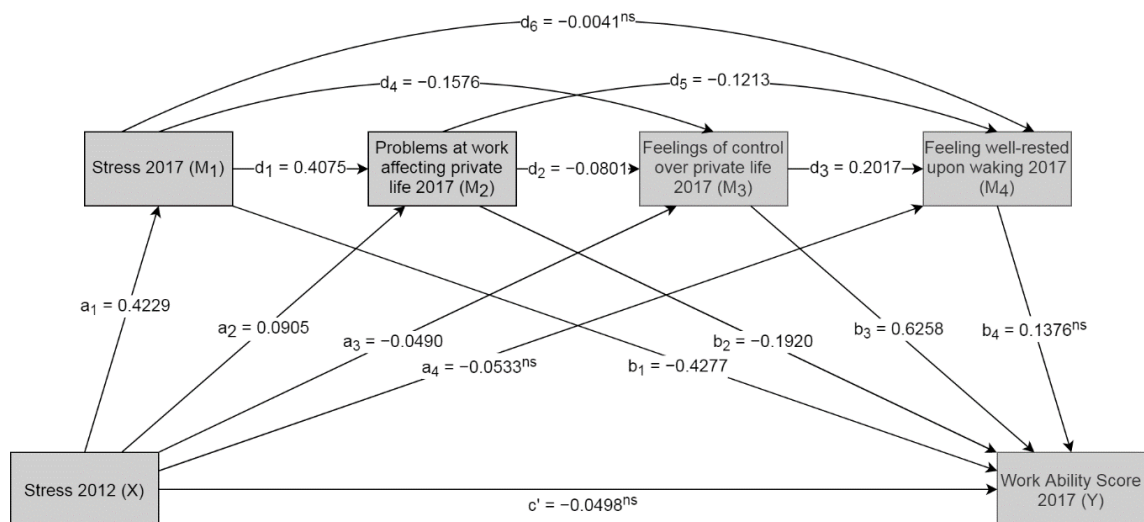 d6 = −0.0041ns
d4 = −0.1576
d5 = −0.1213
Stress 2017 (M1)
d1 = 0.4075
Problems at work
affecting private
life 2017 (M2)
d2 = −0.0801
Feelings of control
over private life
2017 (M3)
d3 = 0.2017
Feeling well-rested
upon waking 2017
(M4)
a1 = 0.4229
a2 = 0.0905
a3 = −0.0490
a4 = −0.0533ns
b1 = −0.4277
b2 = −0.1920
b3 = 0.6258
b4 = 0.1376ns
Stress 2012 (X)
c' = −0.0498ns
Work Ability Score
2017 (Y)